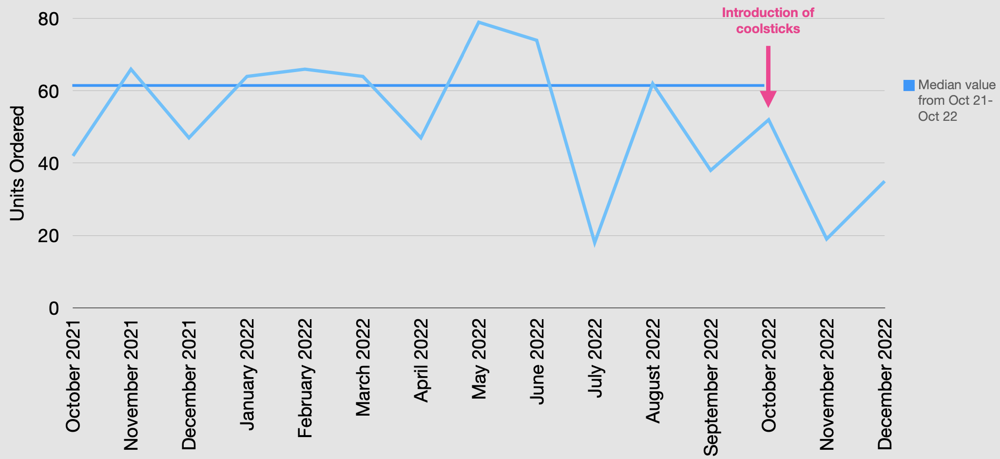 Introduction of
coolsticks
80
60
40
20
0
Units Ordered
Median value
from Oct 21-
Oct 22
October 2021
November 2021
December 2021
January 2022
February 2022
March 2022
April 2022
May 2022
June 2022
July 2022
August 2022
September 2022
October 2022
November 2022
December 2022